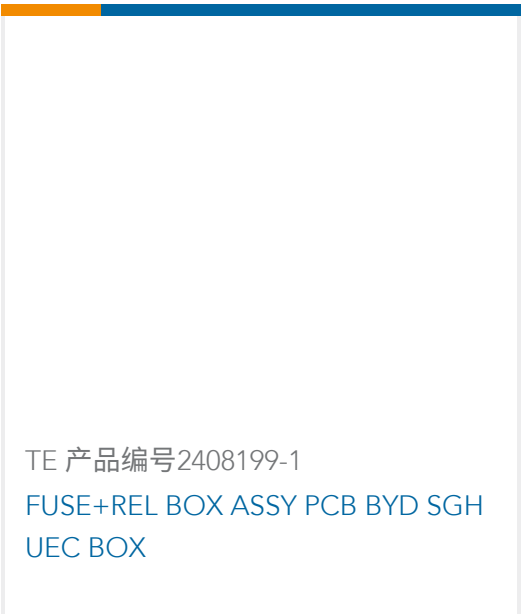 TE 产品编号2408199-1
FUSE+REL BOX ASSY PCB BYD SGH
UEC BOX